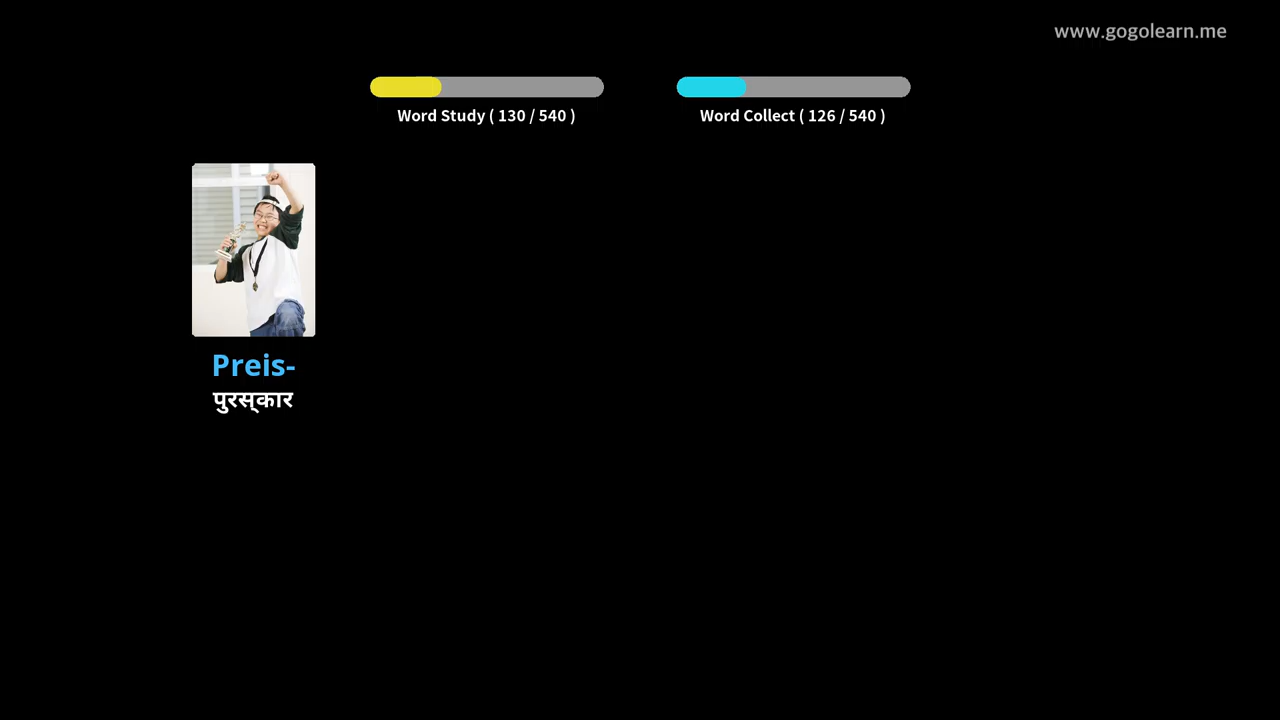 www.gogolearn.me
Word Study ( 130 / 540 )
Word Collect ( 126 / 540 )
Preis-
पुरस्कार